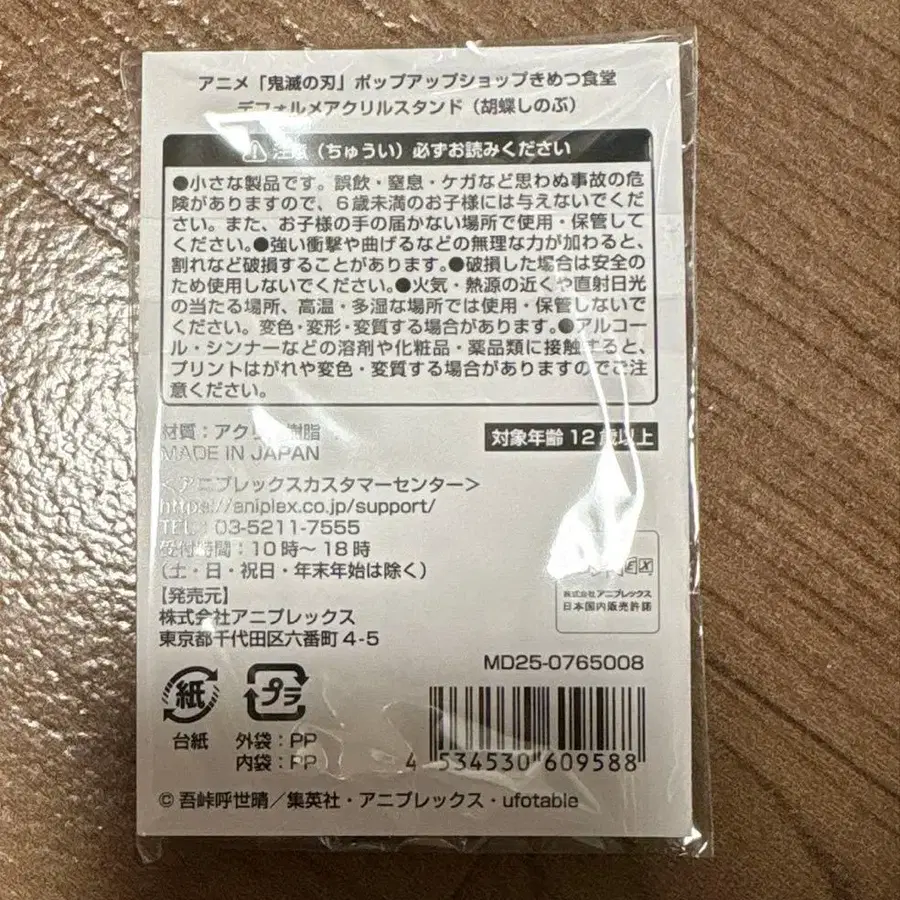 アニメ「鬼滅の刃」ポップアップショップきめつ食堂
デフォルメアクリルスタンド（胡蝶しのぶ）
注意（ちゅうい）必ずお読みください
●小さな製品です。誤飲・窒息・ケガなど思わぬ事故の危
険がありますので、6歳未満のお子様には与えないでくだ
さい。また、お子様の手の届かない場所で使用・保管して
ください。●強い衝撃や曲げるなどの無理な力が加わると、
割れなど破損することがあります。●破損した場合は安全の
ため使用しないでください。●火気・熱源の近くや直射日光
の当たる場所、高温・多湿な場所では使用・保管しないで
ください。変色・変形・変質する場合があります。●アルコー
ル・シンナーなどの溶剤や化粧品・薬品類に接触すると、
プリントはがれや変色・変質する場合がありますのでご注
意ください。
材質：アクリル樹脂
対象年齢12歳以上
MADE IN JAPAN
＜アニプレックスカスタマーセンター＞
https://aniplex.co.jp/support/
TEL：03-5211-7555
受付時間：10時～18時
（土・日・祝日・年末年始は除く）
【発売元】
株式会社アニプレックス
東京都千代田区六番町4-5
株式会社アニプレックス
日本国内販売許諾
MD25-0765008
紙
プラ
台紙
外袋：PP
内袋：PP
4 534530 609588
© 吾峠呼世晴／集英社・アニプレックス・ufotable